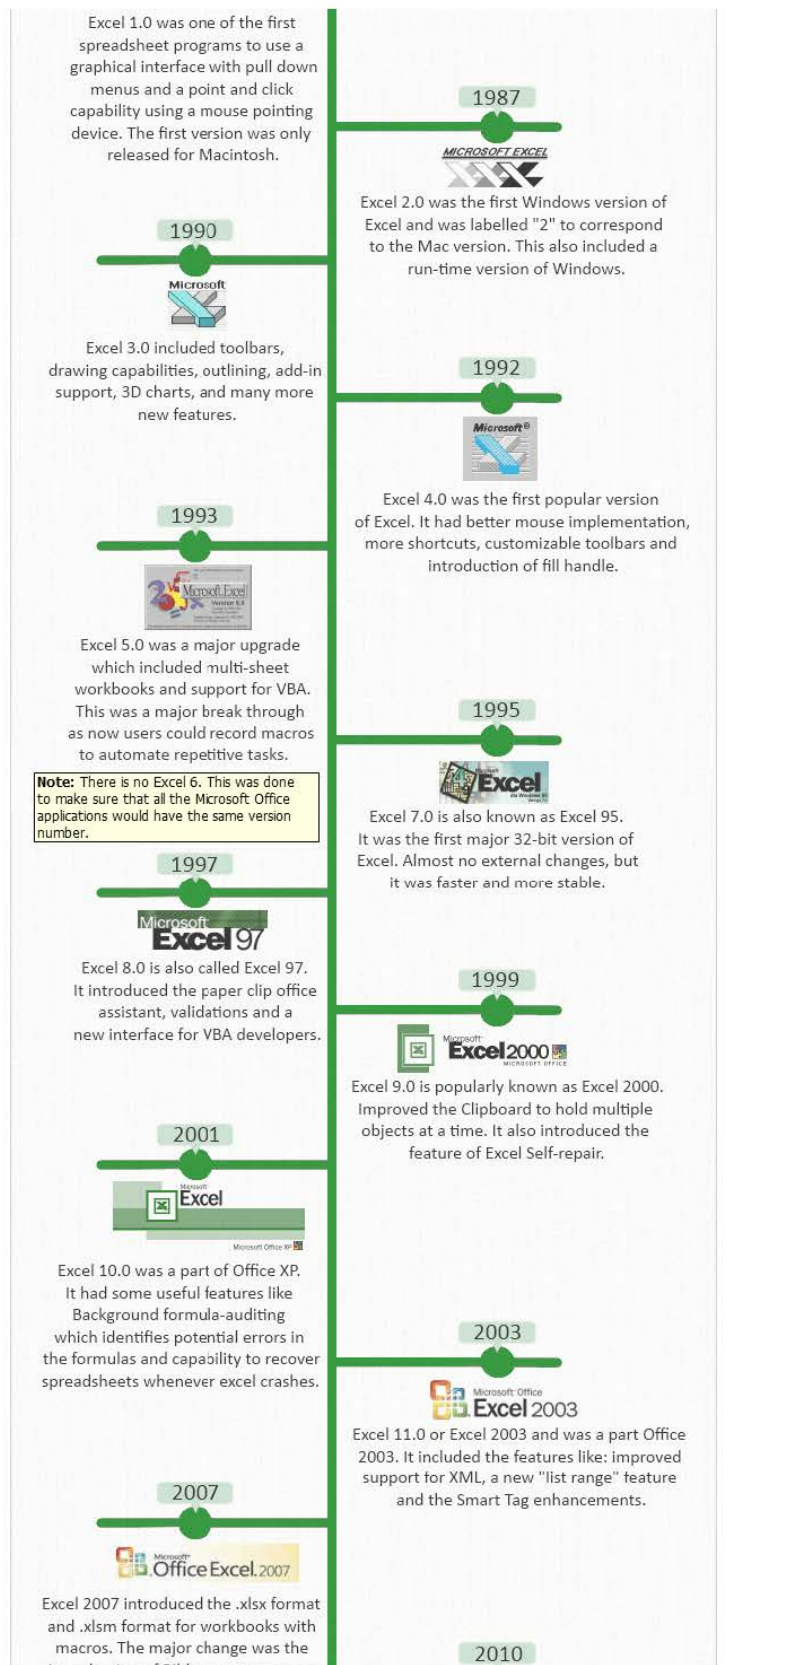 Excel 1.0 was one of the first
spreadsheet programs to use a
graphical interface with pull down
menus and a point and click
capability using a mouse pointing
device. The first version was only
released for Macintosh.
1987
MICROSOFT EXCEL
Excel 2.0 was the first Windows version of
Excel and was labelled "2" to correspond
to the Mac version. This also included a
run-time version of Windows.
1990
Microsoft
Excel 3.0 included toolbars,
drawing capabilities, outlining, add-in
support, 3D charts, and many more
new features.
1992
Microsoft®
Excel 4.0 was the first popular version
of Excel. It had better mouse implementation,
more shortcuts, customizable toolbars and
introduction of fill handle.
1993
Microsoft Excel
Excel 5.0 was a major upgrade
which included multi-sheet
workbooks and support for VBA.
This was a major break through
as now users could record macros
to automate repetitive tasks.
Note: There is no Excel 6. This was done
to make sure that all the Microsoft Office
applications would have the same version
number.
1995
Microsoft
Excel
Excel 7.0 is also known as Excel 95.
It was the first major 32-bit version of
Excel. Almost no external changes, but
it was faster and more stable.
1997
Microsoft
Excel 97
Excel 8.0 is also called Excel 97.
It introduced the paper clip office
assistant, validations and a
new interface for VBA developers.
1999
Microsoft
Excel 2000
MICROSOFT OFFICE
Excel 9.0 is popularly known as Excel 2000.
Improved the Clipboard to hold multiple
objects at a time. It also introduced the
feature of Excel Self-repair.
2001
Microsoft
Excel
Microsoft Office XP
Excel 10.0 was a part of Office XP.
It had some useful features like
Background formula-auditing
which identifies potential errors in
the formulas and capability to recover
spreadsheets whenever excel crashes.
2003
Microsoft Office
Excel 2003
Excel 11.0 or Excel 2003 and was a part Office
2003. It included the features like: improved
support for XML, a new "list range" feature
and the Smart Tag enhancements.
2007
Microsoft
Office Excel 2007
Excel 2007 introduced the .xlsx format
and .xlsm format for workbooks with
macros. The major change was the
2010